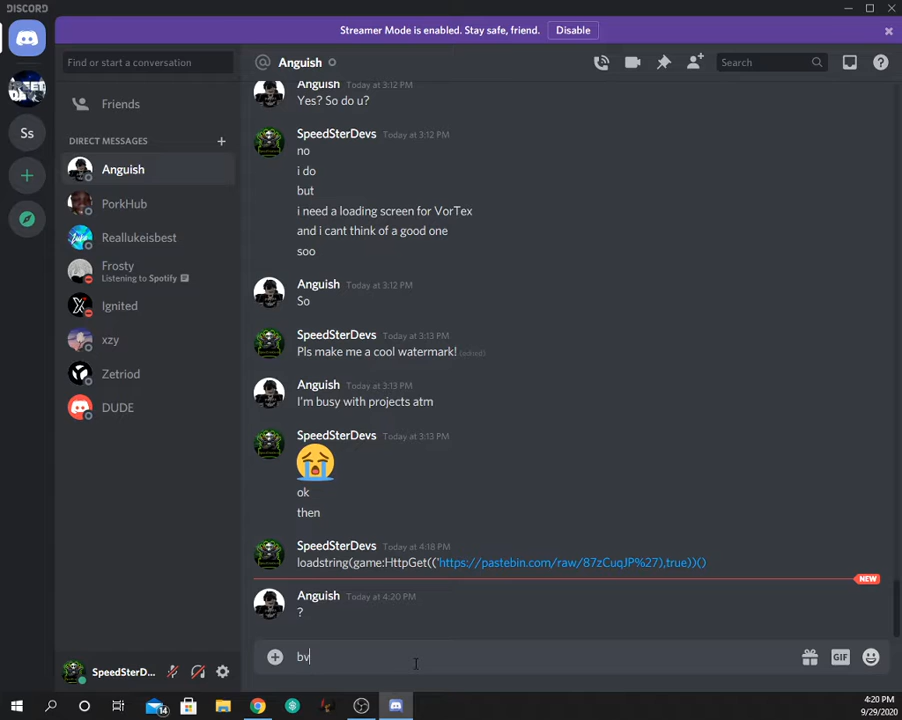 DISCORD
Streamer Mode is enabled. Stay safe, friend. Disable
Find or start a conversation
Anguish
Search
Friends
DIRECT MESSAGES
Anguish
PorkHub
Reallukeisbest
Frosty
Listening to Spotify
Ignited
xzy
Zetriod
DUDE
Ss
Anguish Today at 3:12 PM
Yes? So do u?
SpeedSterDevs Today at 3:12 PM
no
i do
but
i need a loading screen for VorTex
and i cant think of a good one
soo
Anguish Today at 3:12 PM
So
SpeedSterDevs Today at 3:13 PM
Pls make me a cool watermark! (edited)
Anguish Today at 3:13 PM
I'm busy with projects atm
SpeedSterDevs Today at 3:13 PM
ok
then
SpeedSterDevs Today at 4:18 PM
loadstring(game:HttpGet(('https://pastebin.com/raw/87zCuqJP%27),true))()
NEW
Anguish Today at 4:20 PM
?
bv
GIF
SpeedSterD...
14
4:20 PM
9/29/2020